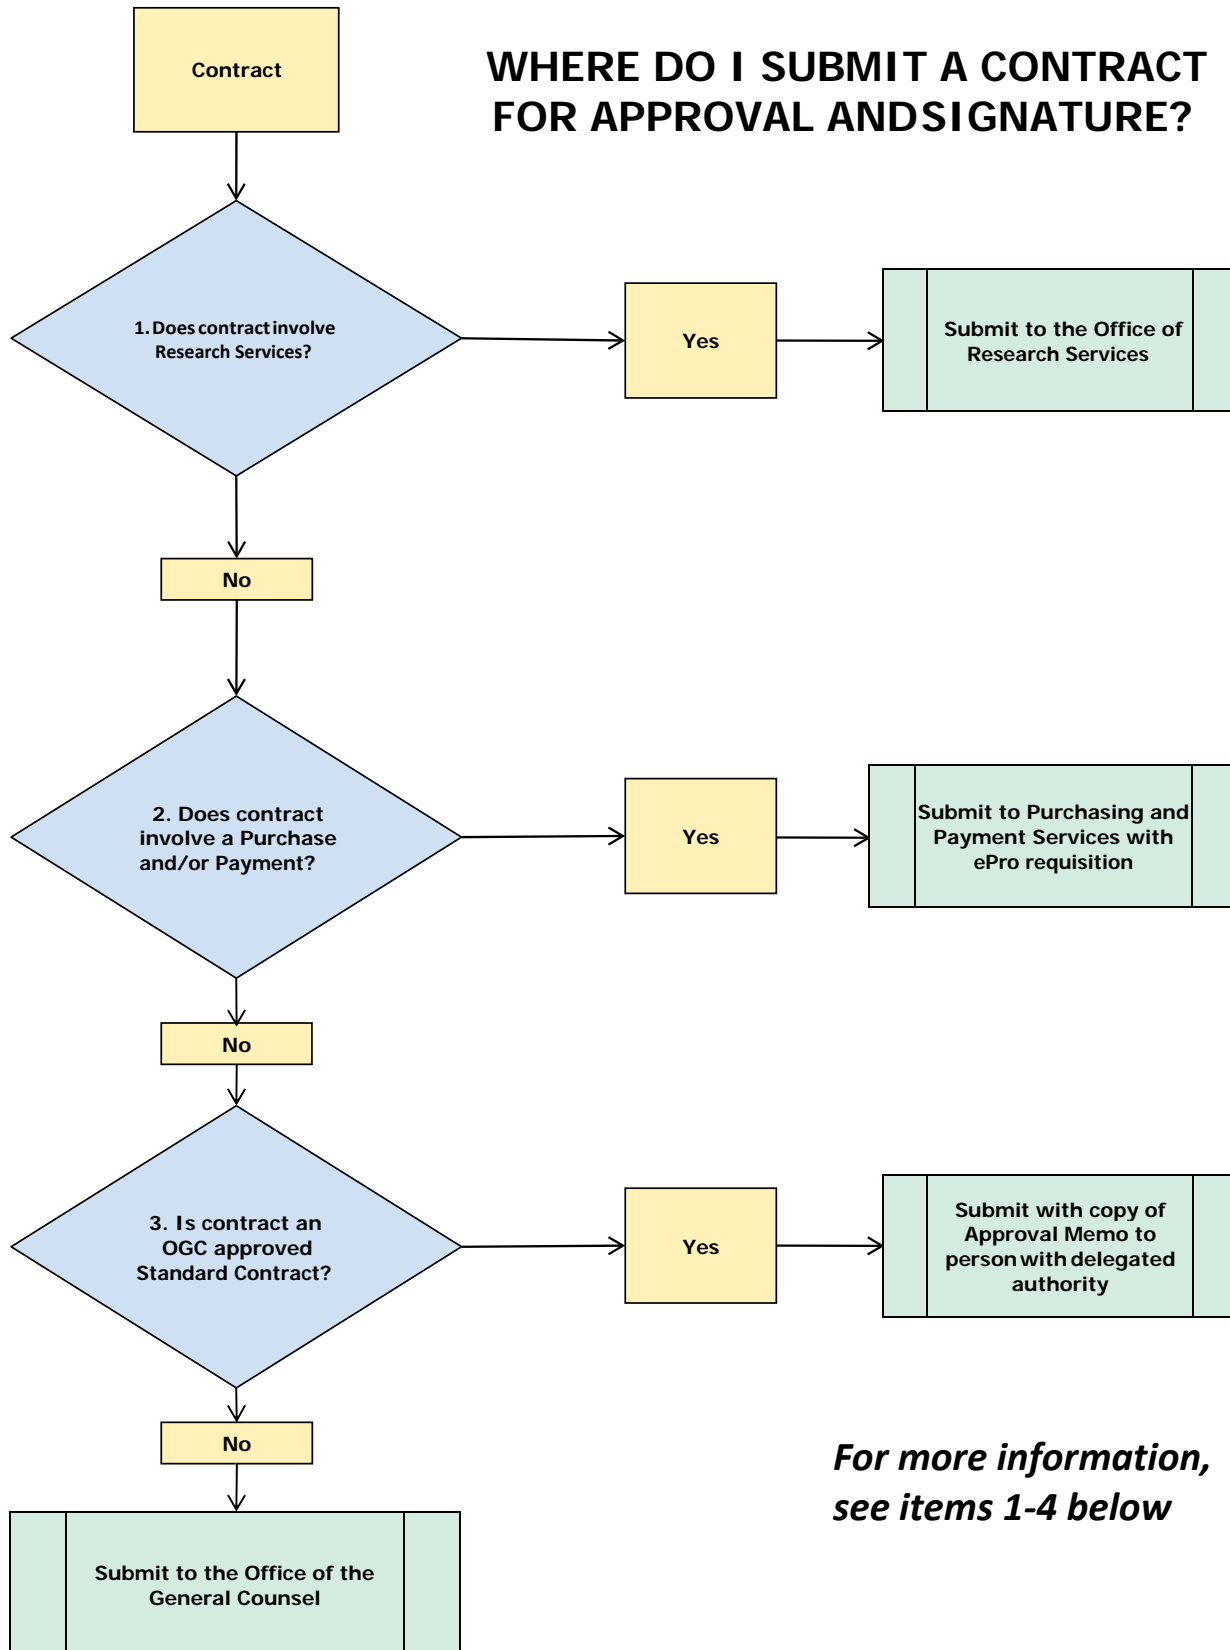 Contract
WHERE DO I SUBMIT A CONTRACT
FOR APPROVAL ANDSIGNATURE?
1. Does contract involve
Research Services?
Yes
Submit to the Office of
Research Services
No
2. Does contract
involve a Purchase
and/or Payment?
Yes
Submit to Purchasing and
Payment Services with
ePro requisition
No
3. Is contract an
OGC approved
Standard Contract?
Yes
Submit with copy of
Approval Memo to
person with delegated
authority
No
For more information,
see items 1-4 below
Submit to the Office of the
General Counsel